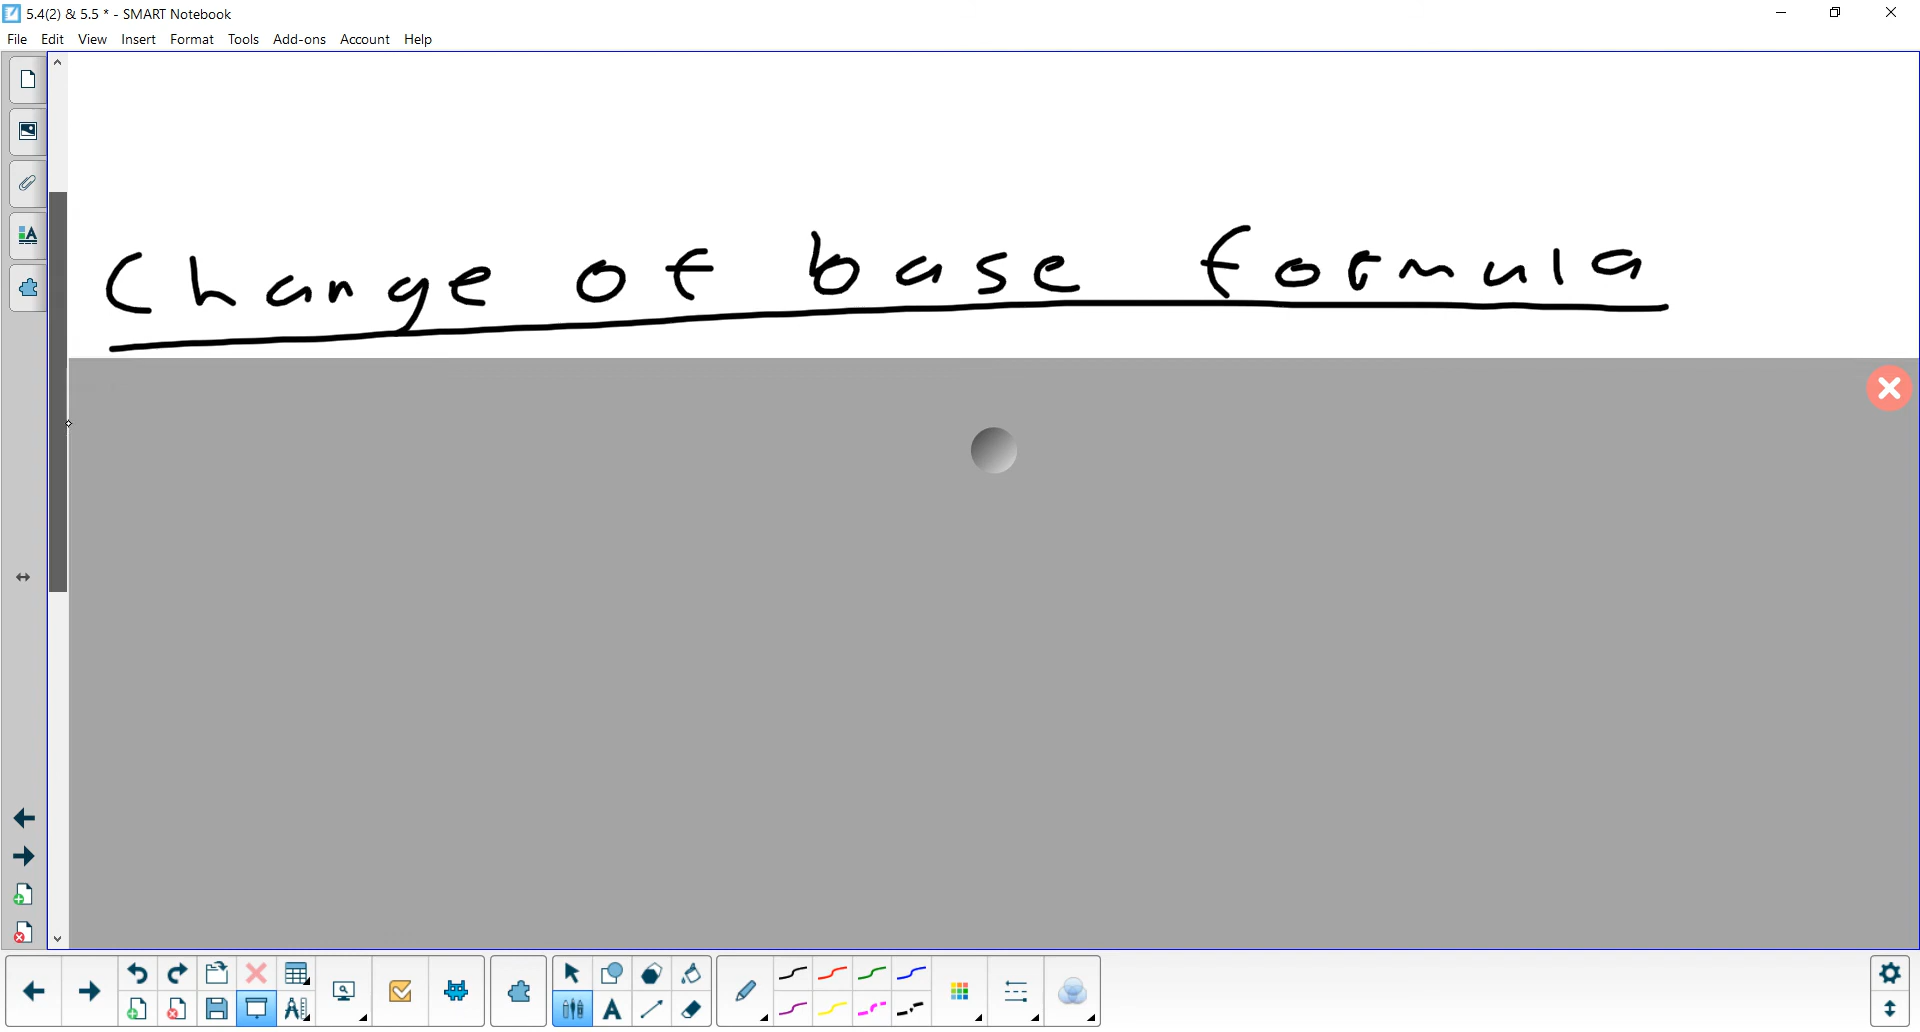 5.4(2) & 5.5 * - SMART Notebook
File Edit View Insert Format Tools Add-ons Account Help
Change of base formula